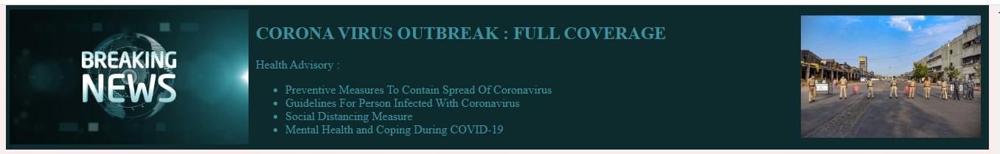 BREAKING
NEWS
CORONA VIRUS OUTBREAK : FULL COVERAGE
Health Advisory :
Preventive Measures To Contain Spread Of Coronavirus
Guidelines For Person Infected With Coronavirus
Social Distancing Measure
Mental Health and Coping During COVID-19